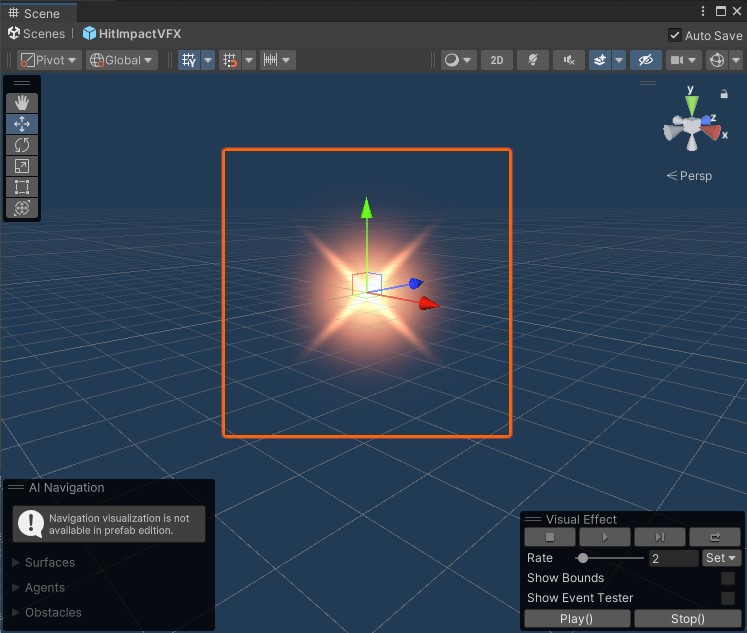 Scene
Scenes HitImpactVFX
Auto Save
Pivot Global 2D
y
z
x
Persp
AI Navigation
Navigation visualization is not
available in prefab edition.
Surfaces
Agents
Obstacles
Visual Effect
Rate 2 Set
Show Bounds
Show Event Tester
Play() Stop()